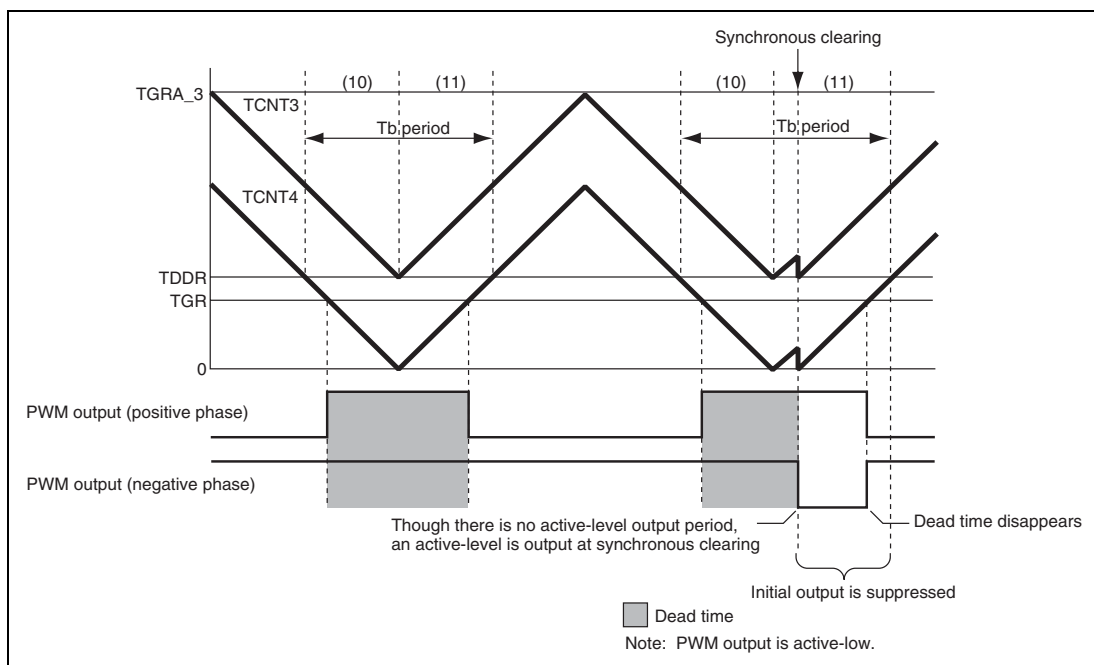 Synchronous clearing
(10) (11) (10) (11)
TGRA_3
TCNT3
Tb period Tb period
TCNT4
TDDR
TGR
0
PWM output (positive phase)
PWM output (negative phase)
Though there is no active-level output period,
an active-level is output at synchronous clearing
Dead time disappears
Initial output is suppressed
Dead time
Note: PWM output is active-low.